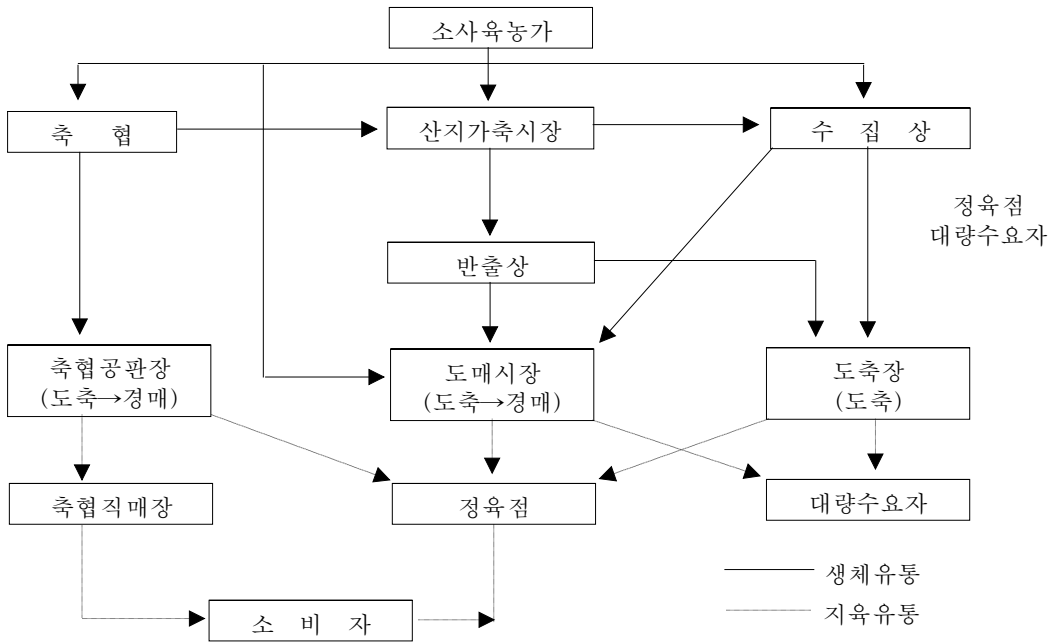 소사육농가
축 협
산지가축시장
수 집 상
정육점
대량수요자
반출상
축협공판장
(도축→경매)
도매시장
(도축→경매)
도축장
(도축)
축협직매장
정육점
대량수요자
생체유통
지육유통
소 비 자